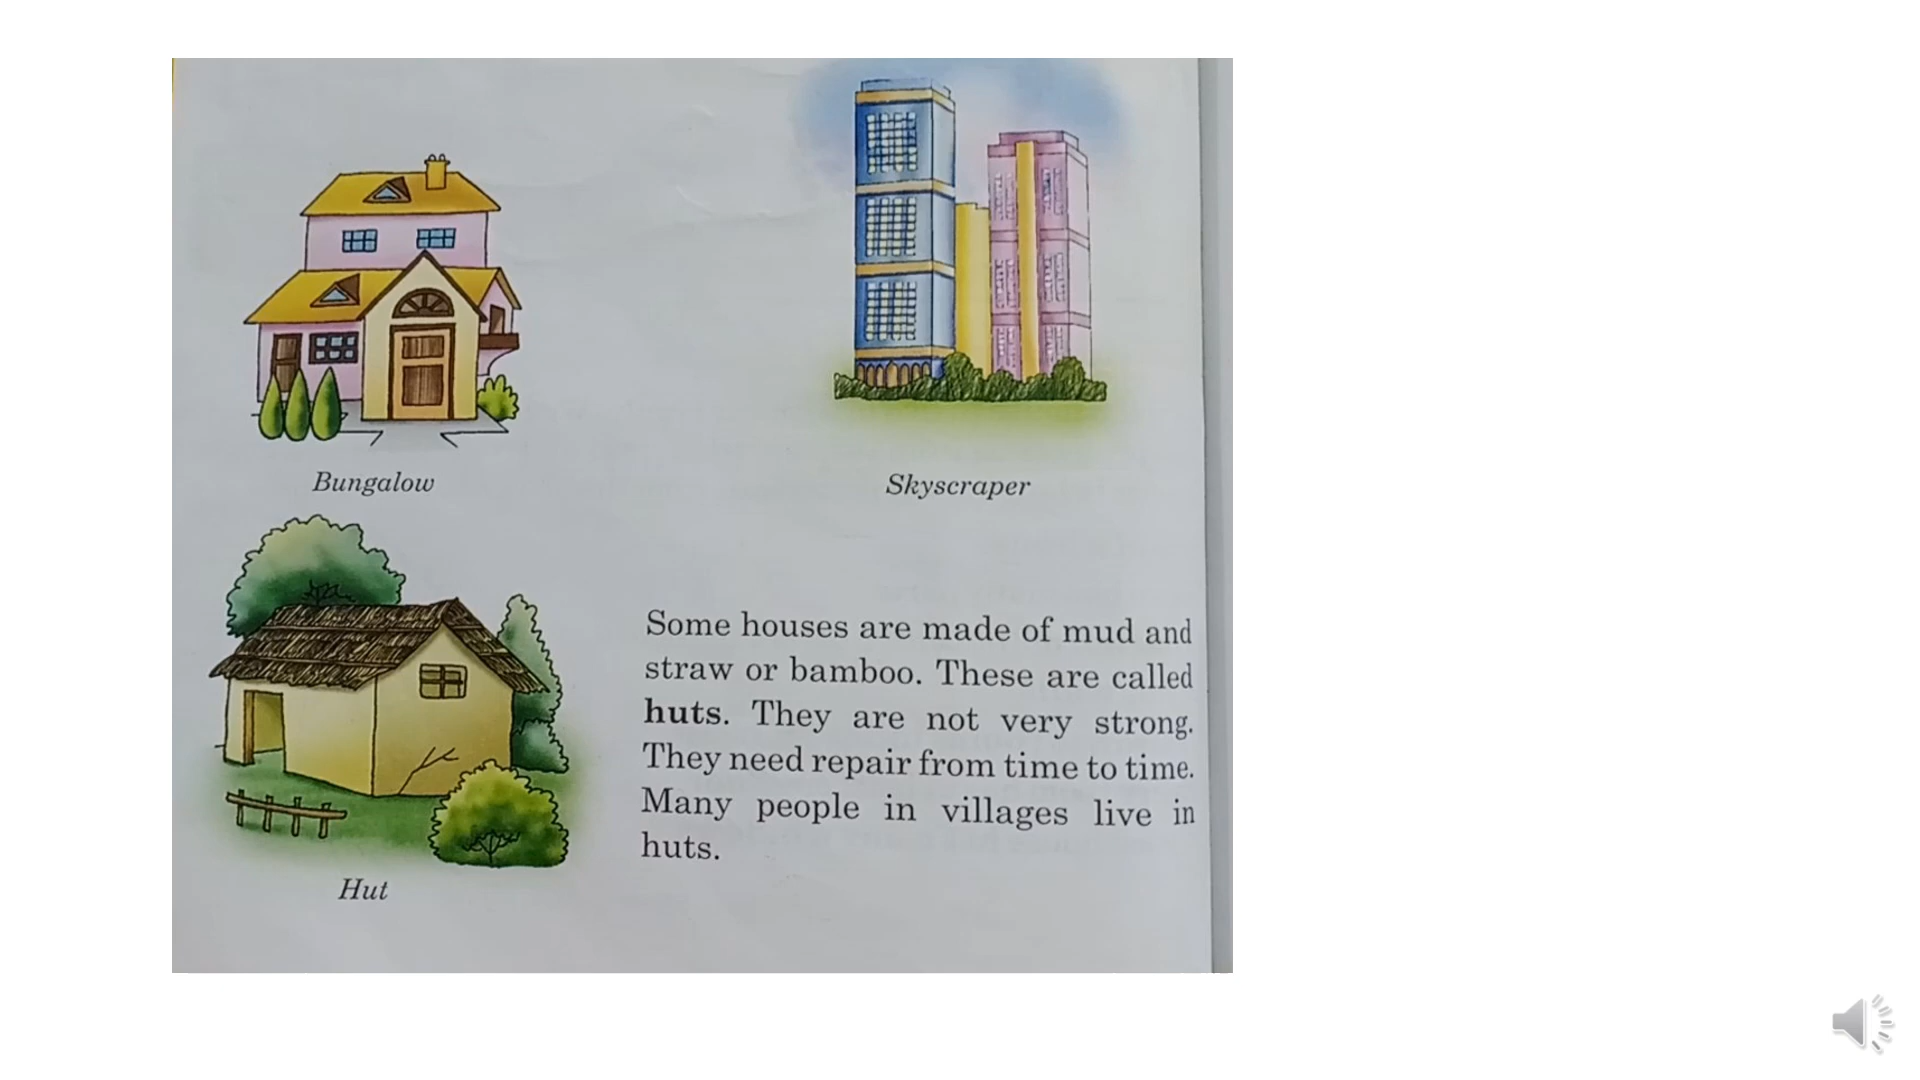 Bungalow
Skyscraper
Hut
Some houses are made of mud and
straw or bamboo. These are called
huts. They are not very strong.
They need repair from time to time.
Many people in villages live in
huts.